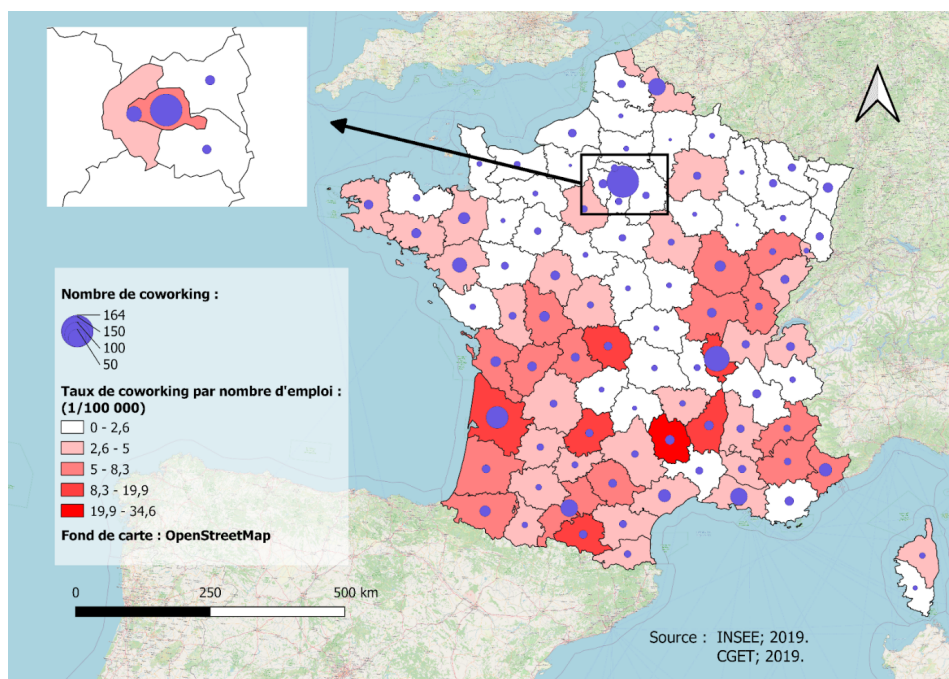 Nombre de coworking :
164
150
100
50
Taux de coworking par nombre d'emploi :
(1/100 000)
0 - 2,6
2,6 - 5
5 - 8,3
8,3 - 19,9
19,9 - 34,6
Fond de carte : OpenStreetMap
0 250 500 km
Source : INSEE; 2019.
CGET; 2019.